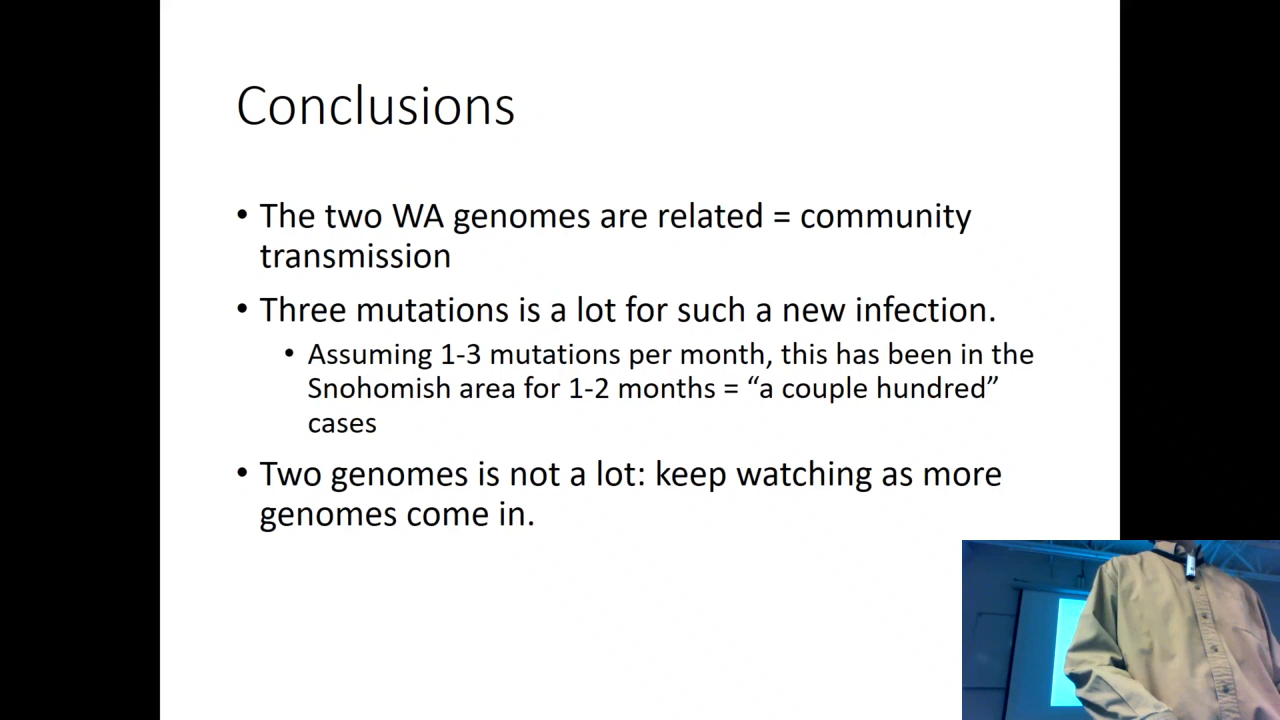 Conclusions
• The two WA genomes are related = community
transmission
• Three mutations is a lot for such a new infection.
• Assuming 1-3 mutations per month, this has been in the
Snohomish area for 1-2 months = “a couple hundred”
cases
• Two genomes is not a lot: keep watching as more
genomes come in.